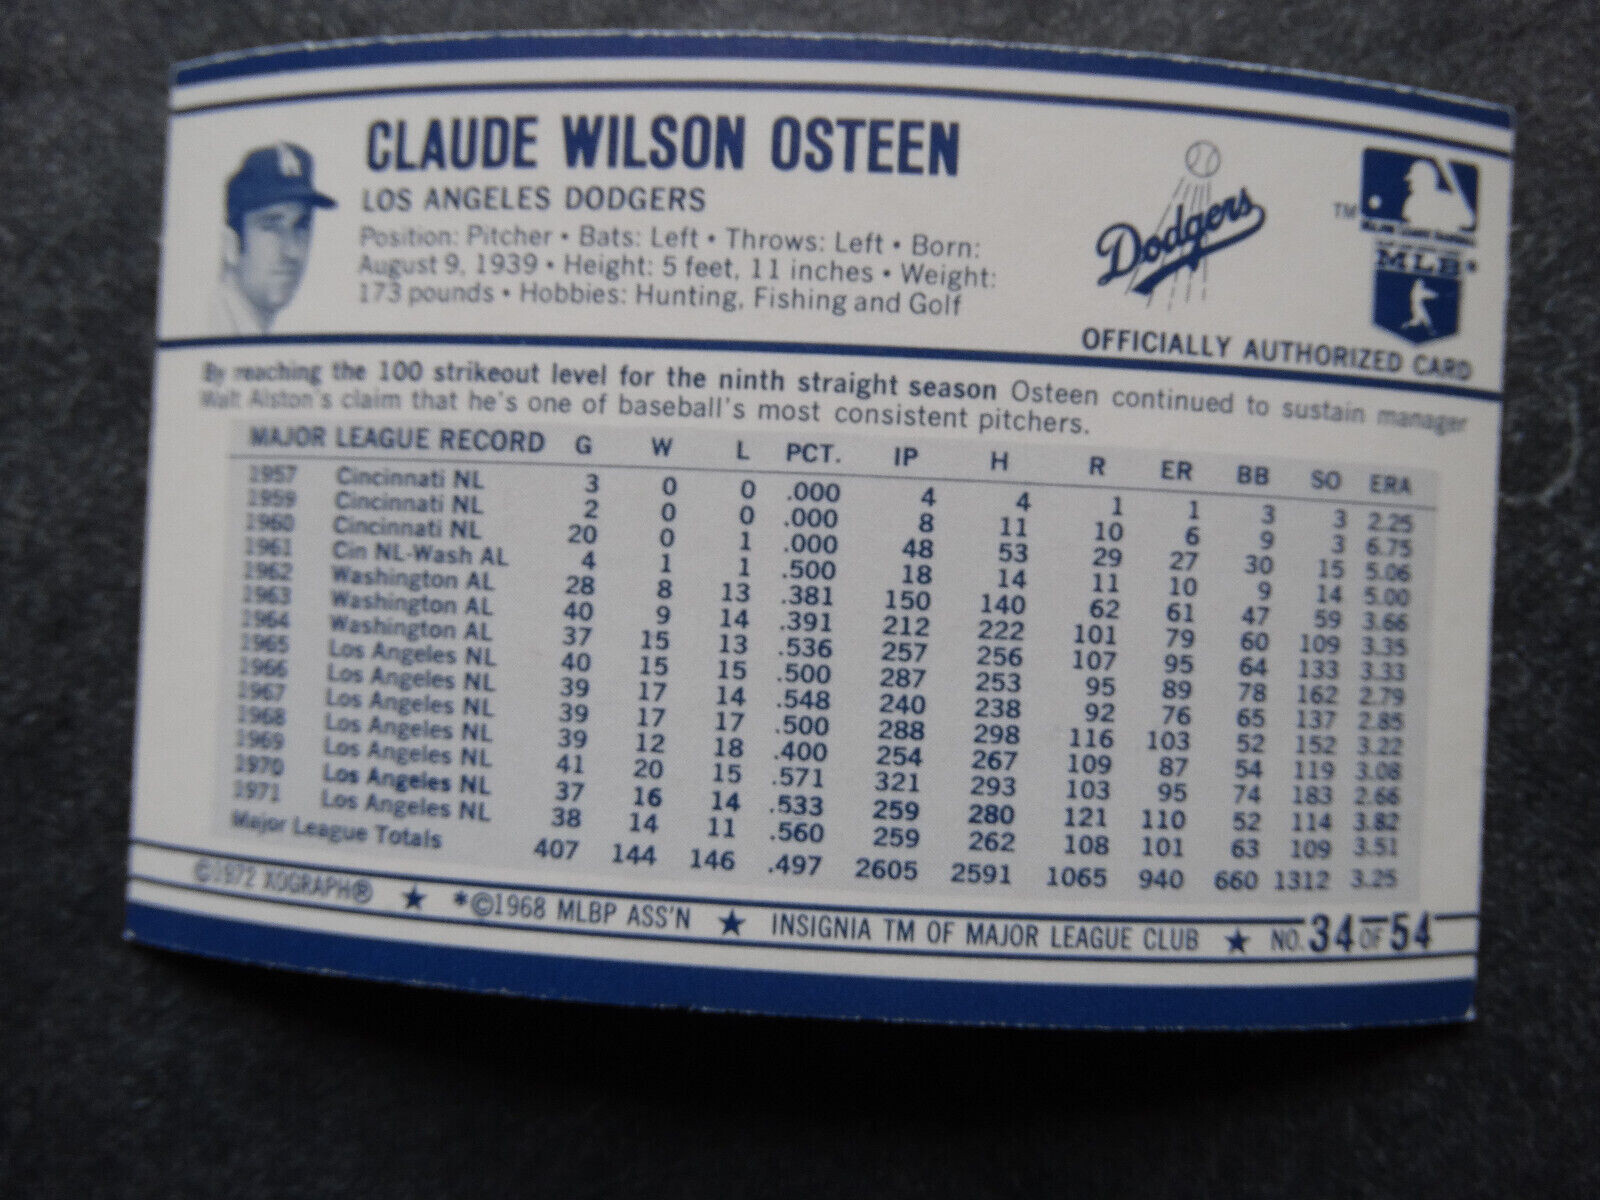 CLAUDE WILSON OSTEEN
LOS ANGELES DODGERS
Position: Pitcher • Bats: Left • Throws: Left • Born:
August 9, 1939 • Height: 5 feet, 11 inches • Weight:
173 pounds • Hobbies: Hunting, Fishing and Golf
Dodgers
TM
MLB*
OFFICIALLY AUTHORIZED CARD
By reaching the 100 strikeout level for the ninth straight season Osteen continued to sustain manager
Walt Alston's claim that he's one of baseball's most consistent pitchers.
MAJOR LEAGUE RECORD G W L PCT. IP H R ER BB SO ERA
1957 Cincinnati NL 3 0 0 .000 4 4 1 1 3 3 2.25
1959 Cincinnati NL 2 0 0 .000 8 11 10 6 9 3 6.75
1960 Cincinnati NL 20 0 1 .000 48 53 29 27 30 15 5.06
1961 Cin NL-Wash AL 4 1 1 .500 18 14 11 10 9 14 5.00
1962 Washington AL 28 8 13 .381 150 140 62 61 47 59 3.66
1963 Washington AL 40 9 14 .391 212 222 101 79 60 109 3.35
1964 Washington AL 37 15 13 .536 257 256 107 95 64 133 3.33
1965 Los Angeles NL 40 15 15 .500 287 253 95 89 78 162 2.79
1966 Los Angeles NL 39 17 14 .548 240 238 92 76 65 137 2.85
1967 Los Angeles NL 39 17 17 .500 288 298 116 103 52 152 3.22
1968 Los Angeles NL 39 12 18 .400 254 267 109 87 54 119 3.08
1969 Los Angeles NL 41 20 15 .571 321 293 103 95 74 183 2.66
1970 Los Angeles NL 37 16 14 .533 259 280 121 110 52 114 3.82
1971 Los Angeles NL 38 14 11 .560 259 262 108 101 63 109 3.51
Major League Totals 407 144 146 .497 2605 2591 1065 940 660 1312 3.25
©1972 XOGRAPH® ★ *©1968 MLBP ASS'N ★ INSIGNIA TM OF MAJOR LEAGUE CLUB ★ NO. 34 OF 54